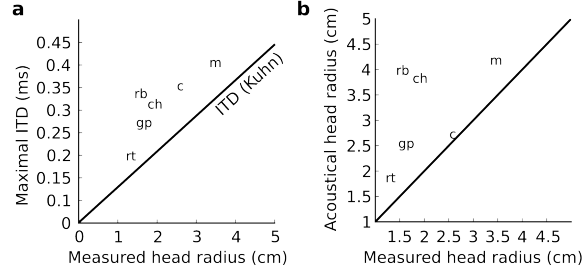 a
Maximal ITD (ms)
0.45
0.4
0.35
0.3
0.25
0.2
0.15
0.1
0
m
c
rb
ch
gp
rt
ITD (Kuhn)
0 1 2 3 4 5
Measured head radius (cm)
b
Acoustical head radius (cm)
5
4.5
4
3.5
3
2.5
2
1.5
1
m
rb
ch
c
gp
rt
1.5 2 2.5 3 3.5 4 4.5
Measured head radius (cm)